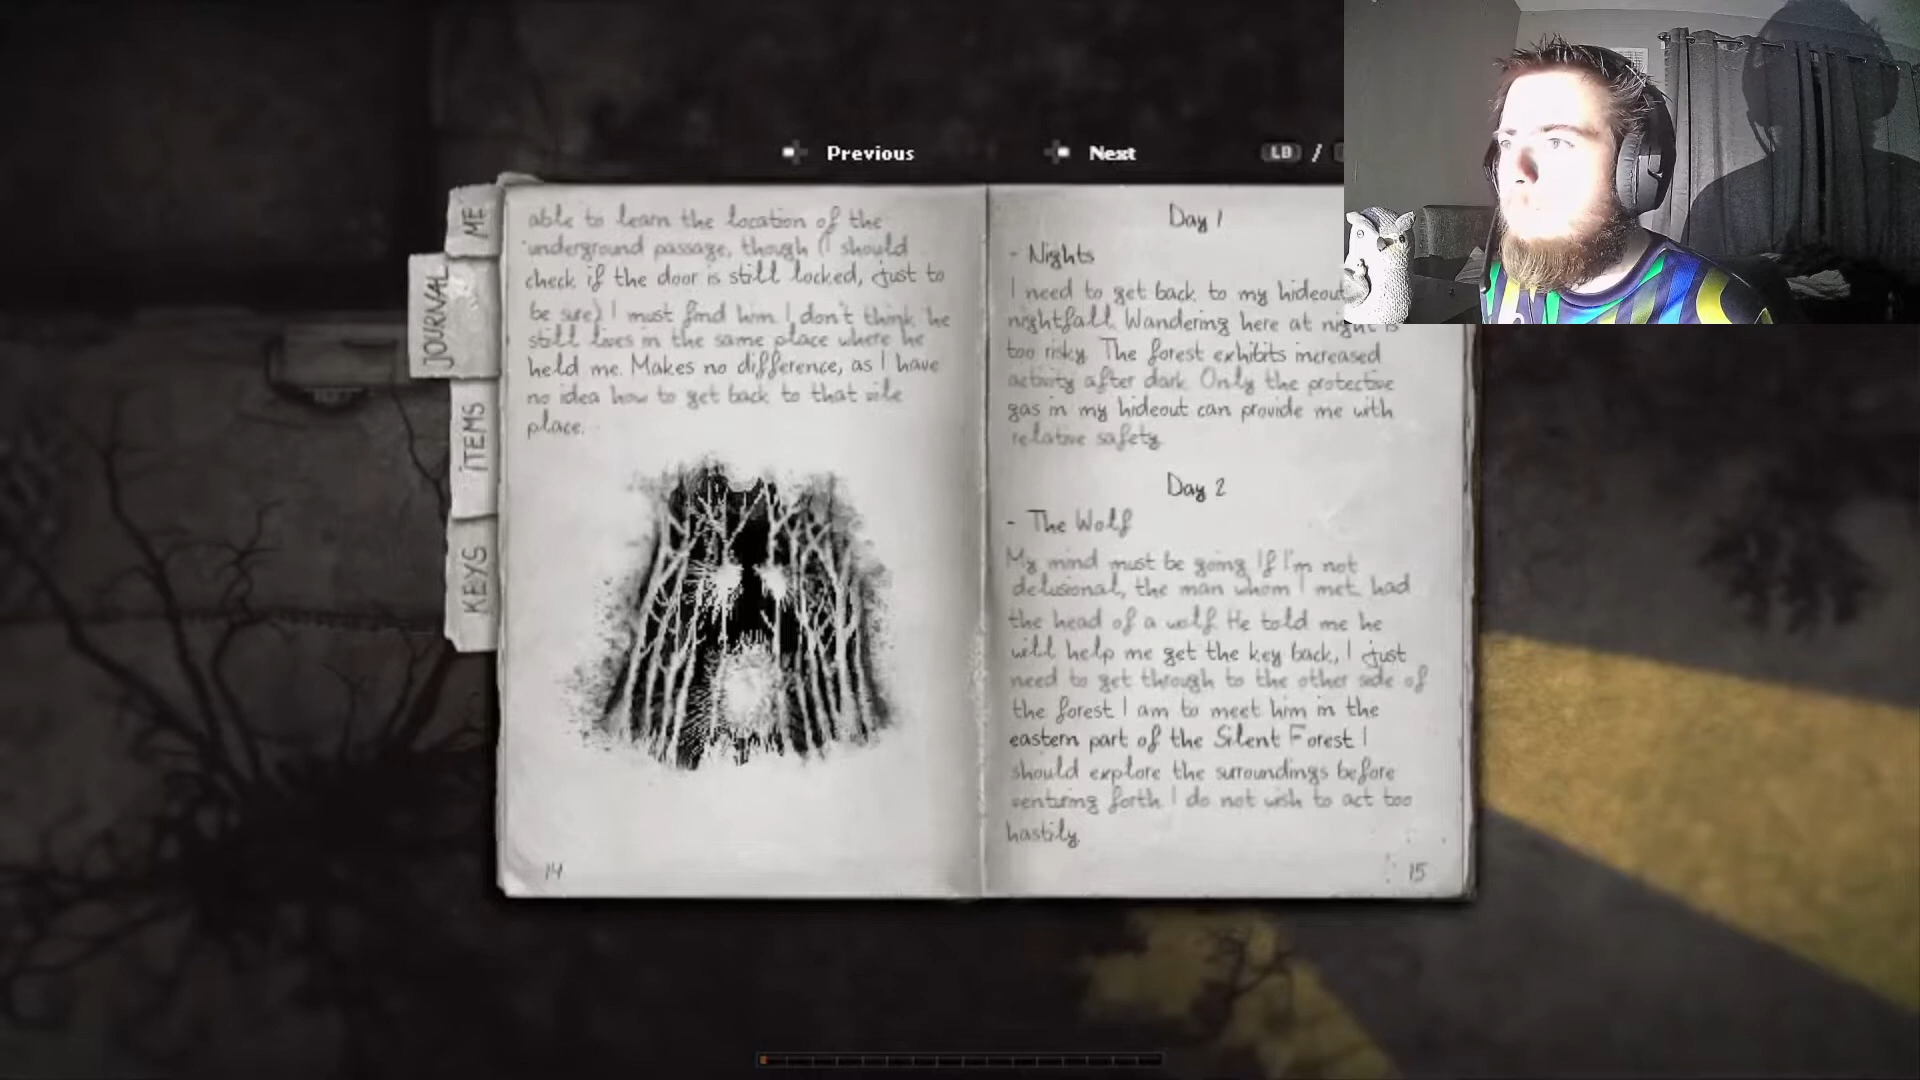 Previous
Next
LB /
ME
JOURNAL
ITEMS
KEYS
able to learn the location of the
underground passage, though (I should
check if the door is still locked, just to
be sure) I must find him I don't think he
still lives in the same place where he
held me. Makes no difference, as I have
no idea how to get back to that vile
place.
14
Day 1
- Nights
I need to get back to my hideout
nightfall. Wandering here at night is
too risky. The forest exhibits increased
activity after dark. Only the protective
gas in my hideout can provide me with
relative safety.
Day 2
- The Wolf
My mind must be going If I'm not
delusional, the man whom I met, had
the head of a wolf. He told me he
will help me get the key back, I just
need to get through to the other side of
the forest I am to meet him in the
eastern part of the Silent Forest I
should explore the surroundings before
venturing forth I do not wish to act too
hastily.
15